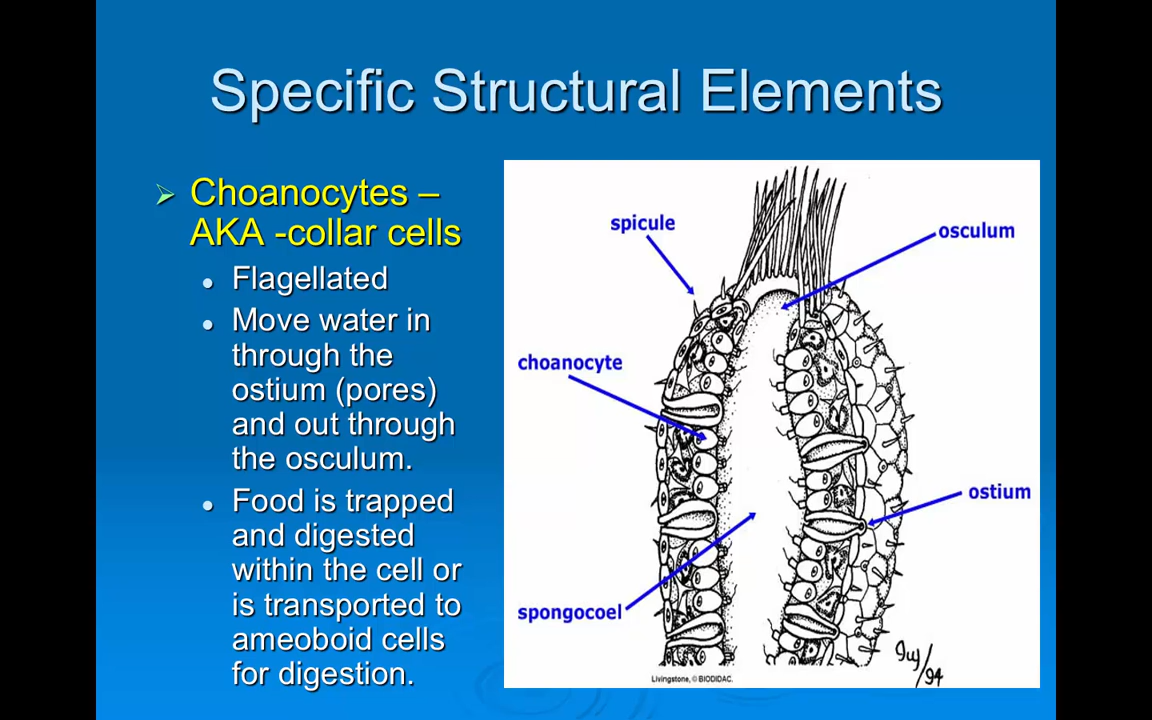 Specific Structural Elements
Choanocytes –
AKA -collar cells
Flagellated
Move water in
through the
ostium (pores)
and out through
the osculum.
Food is trapped
and digested
within the cell or
is transported to
ameoboid cells
for digestion.
spicule
osculum
choanocyte
ostium
spongocoel
Livingstone, © BIODIDAC.